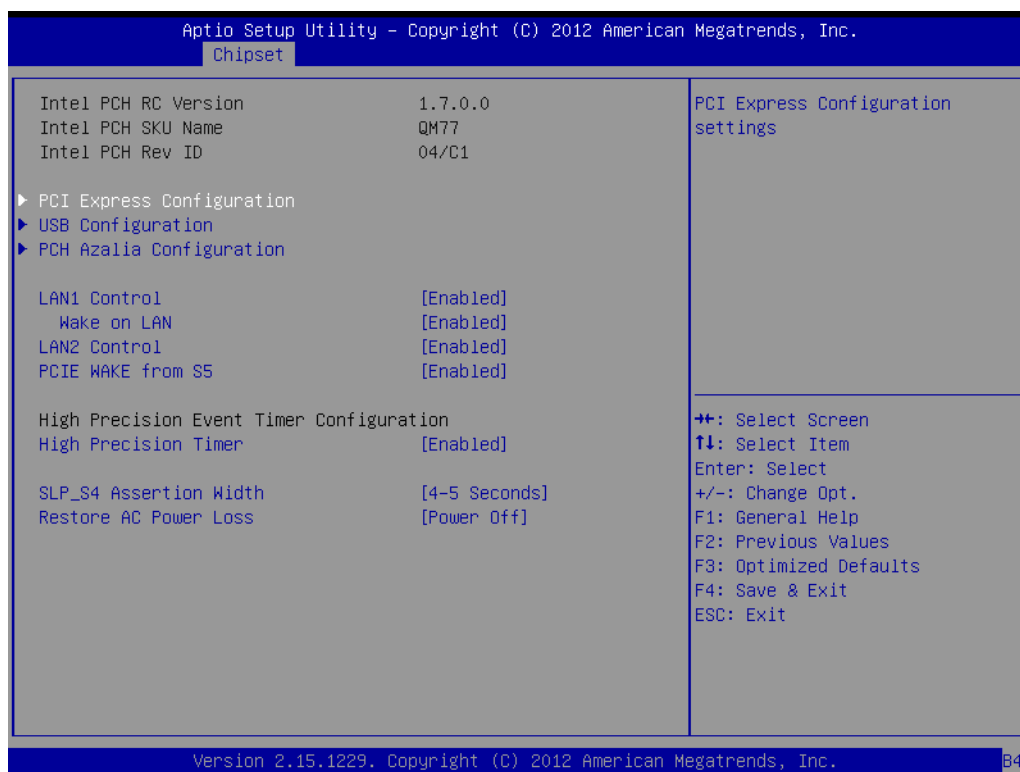 Aptio Setup Utility – Copyright (C) 2012 American Megatrends, Inc.
Chipset
Intel PCH RC Version 1.7.0.0
Intel PCH SKU Name QM77
Intel PCH Rev ID 04/C1
▶ PCI Express Configuration
▶ USB Configuration
▶ PCH Azalia Configuration
LAN1 Control [Enabled]
Wake on LAN [Enabled]
LAN2 Control [Enabled]
PCIE WAKE from S5 [Enabled]
High Precision Event Timer Configuration
High Precision Timer [Enabled]
SLP_S4 Assertion Width [4-5 Seconds]
Restore AC Power Loss [Power Off]
PCI Express Configuration
settings
→←: Select Screen
↑↓: Select Item
Enter: Select
+/-: Change Opt.
F1: General Help
F2: Previous Values
F3: Optimized Defaults
F4: Save & Exit
ESC: Exit
Version 2.15.1229. Copyright (C) 2012 American Megatrends, Inc.
B4